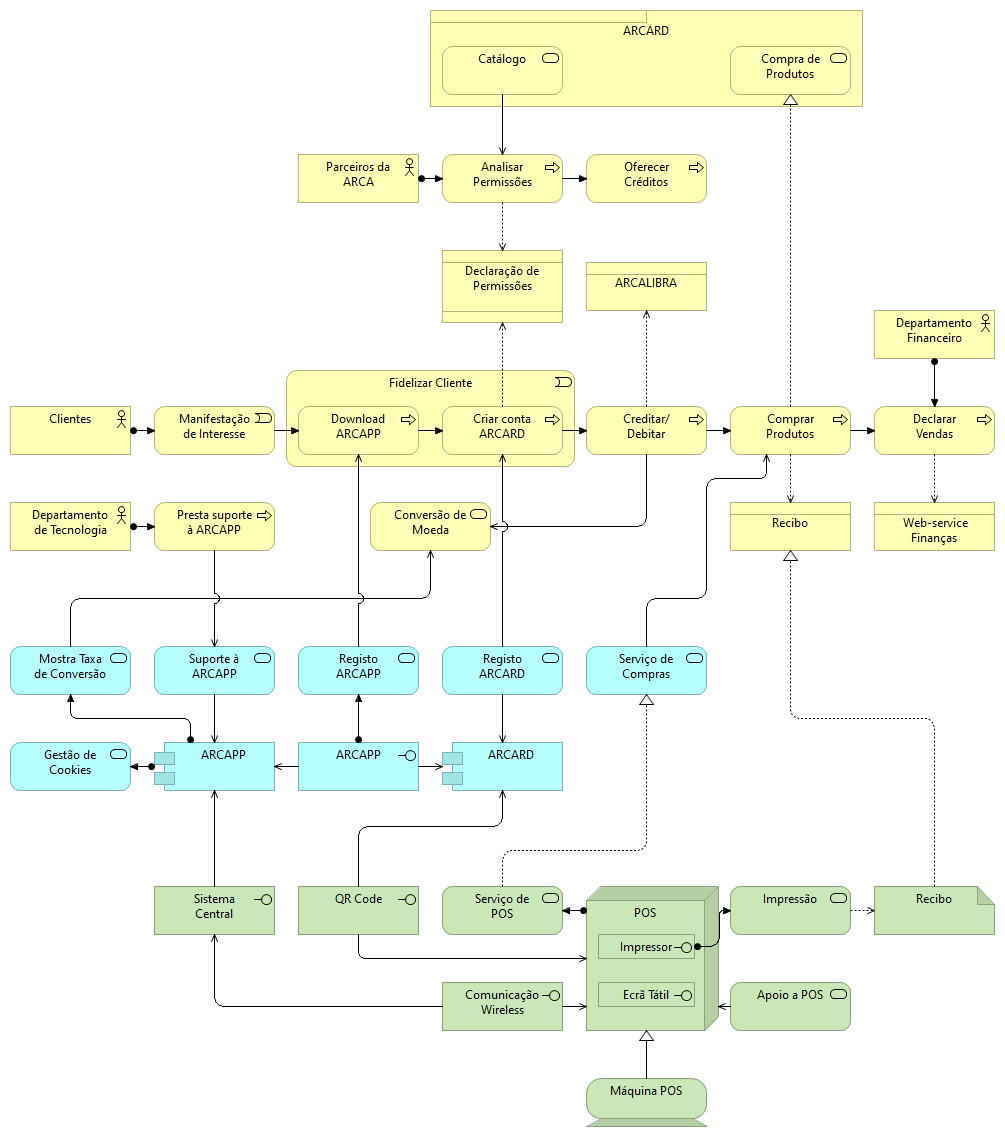 ARCARD
Catálogo
Compra de
Produtos
Parceiros da
ARCA
Analisar
Permissões
Oferecer
Créditos
Declaração de
Permissões
ARCALIBRA
Departamento
Financeiro
Fidelizar Cliente
Clientes
Manifestação
de Interesse
Download
ARCAPP
Criar conta
ARCARD
Creditar/
Debitar
Comprar
Produtos
Declarar
Vendas
Departamento
de Tecnologia
Presta suporte
à ARCAPP
Conversão de
Moeda
Recibo
Web-service
Finanças
Mostra Taxa
de Conversão
Suporte à
ARCAPP
Registo
ARCAPP
Registo
ARCARD
Serviço de
Compras
Gestão de
Cookies
ARCAPP
ARCAPP
ARCARD
Sistema
Central
QR Code
Serviço de
POS
POS
Impressor
Ecrã Tátil
Impressão
Recibo
Comunicação
Wireless
Apoio a POS
Máquina POS